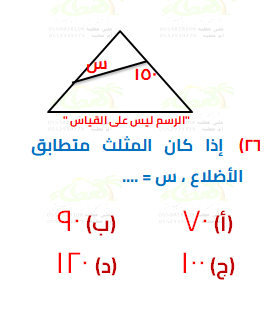 س
١٥٠
"الرسم ليس على القياس"
٢٦) إذا كان المثلث متطابق
الأضلاع ، س = ....
(أ) ٧٠ (ب) ٩٠
(ج) ١٠٠ (د) ١٢٠